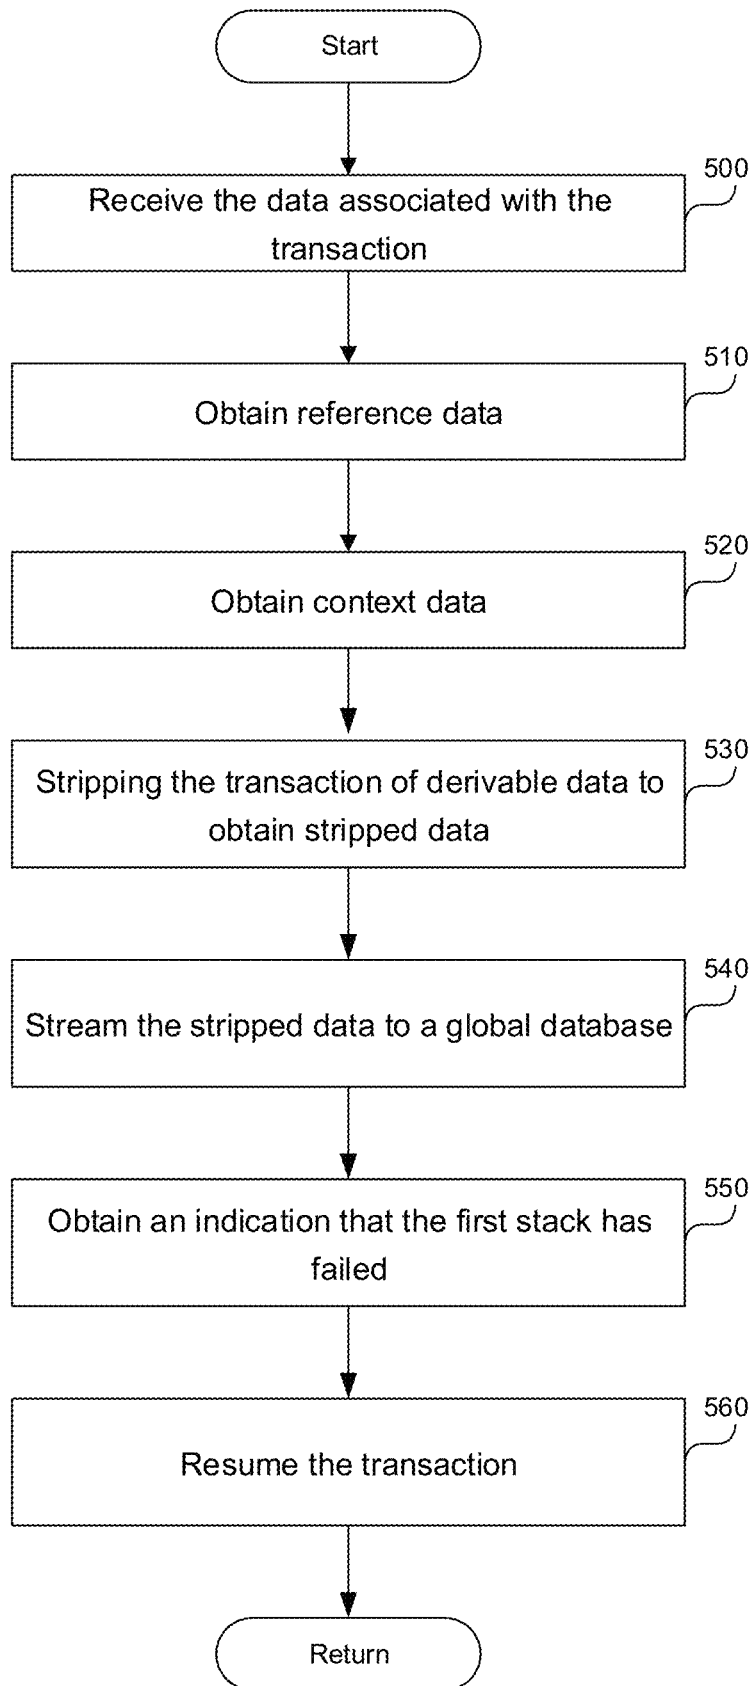 Start
500
Receive the data associated with the
transaction
510
Obtain reference data
520
Obtain context data
530
Stripping the transaction of derivable data to
obtain stripped data
540
Stream the stripped data to a global database
550
Obtain an indication that the first stack has
failed
560
Resume the transaction
Return